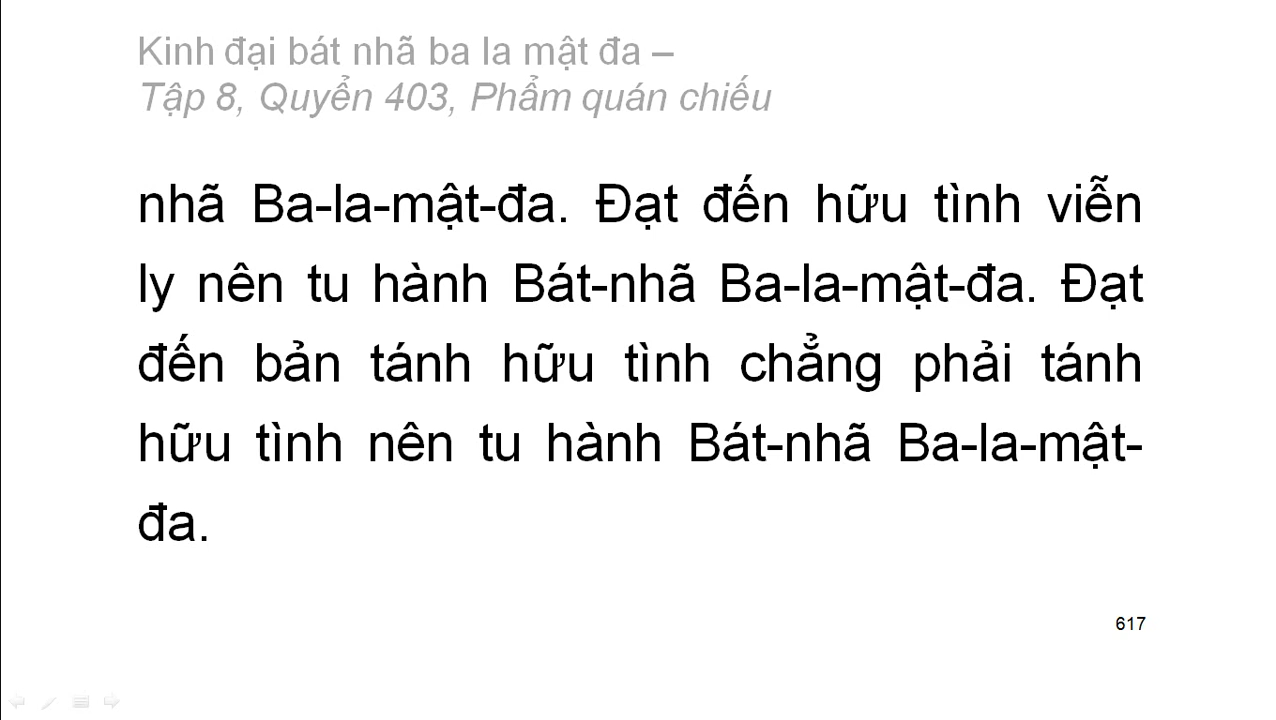 Kinh đại bát nhã ba la mật đa –
Tập 8, Quyển 403, Phẩm quán chiếu
nhã Ba-la-mật-đa. Đạt đến hữu tình viễn
ly nên tu hành Bát-nhã Ba-la-mật-đa. Đạt
đến bản tánh hữu tình chẳng phải tánh
hữu tình nên tu hành Bát-nhã Ba-la-mật-
đa.
617